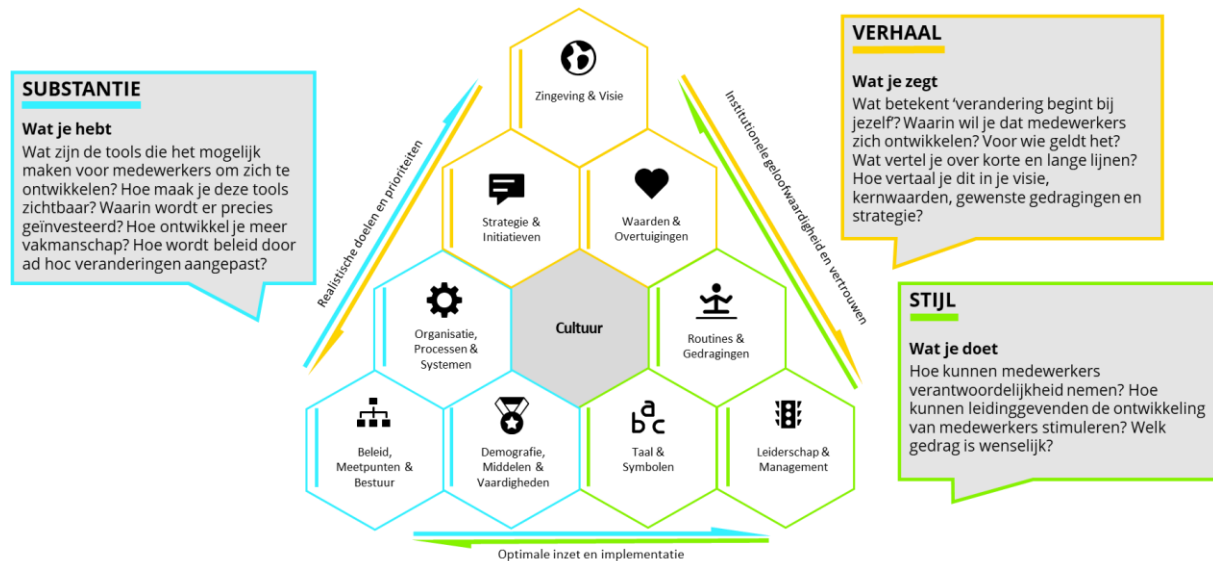 SUBSTANTIE
Wat je hebt
Wat zijn de tools die het mogelijk
maken voor medewerkers om zich te
ontwikkelen? Hoe maak je deze tools
zichtbaar? Waarin wordt er precies
geïnvesteerd? Hoe ontwikkel je meer
vakmanschap? Hoe wordt beleid door
ad hoc veranderingen aangepast?
VERHAAL
Wat je zegt
Wat betekent ‘verandering begint bij
jezelf’? Waarin wil je dat medewerkers
zich ontwikkelen? Voor wie geldt het?
Wat vertel je over korte en lange lijnen?
Hoe vertaal je dit in je visie,
kernwaarden, gewenste gedragingen en
strategie?
STIJL
Wat je doet
Hoe kunnen medewerkers
verantwoordelijkheid nemen? Hoe
kunnen leidinggevenden de ontwikkeling
van medewerkers stimuleren? Welk
gedrag is wenselijk?
Realistische doelen en prioriteiten
Institutionele geloofwaardigheid en vertrouwen
Zingeving & Visie
Strategie &
Initiatieven
Waarden &
Overtuigingen
Organisatie,
Processen &
Systemen
Cultuur
Routines &
Gedragingen
Beleid,
Meetpunten &
Bestuur
Demografie,
Middelen &
Vaardigheden
abc
Taal &
Symbolen
Leiderschap &
Management
Optimale inzet en implementatie